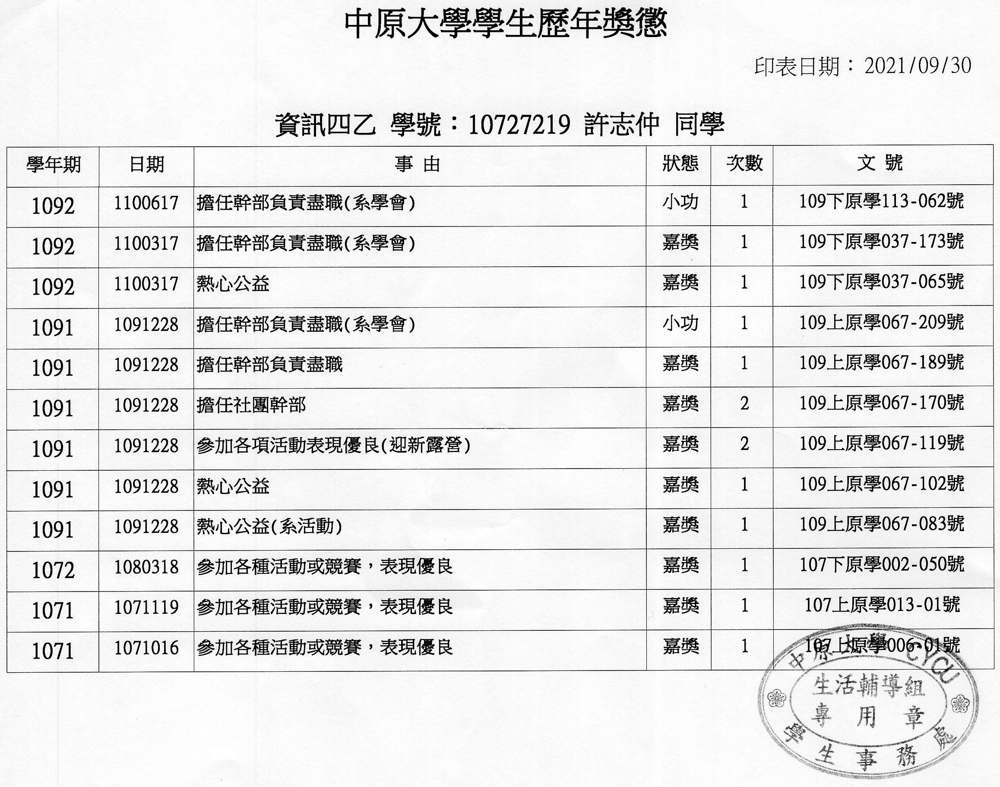 中原大學學生歷年獎懲
印表日期：2021/09/30
資訊四乙 學號：10727219 許志仲 同學
學年期 日期 事 由 狀態 次數 文 號
1092 1100617 擔任幹部負責盡職(系學會) 小功 1 109下原學113-062號
1092 1100317 擔任幹部負責盡職(系學會) 嘉獎 1 109下原學037-173號
1092 1100317 熱心公益 嘉獎 1 109下原學037-065號
1091 1091228 擔任幹部負責盡職(系學會) 小功 1 109上原學067-209號
1091 1091228 擔任幹部負責盡職 嘉獎 1 109上原學067-189號
1091 1091228 擔任社團幹部 嘉獎 2 109上原學067-170號
1091 1091228 參加各項活動表現優良(迎新露營) 嘉獎 2 109上原學067-119號
1091 1091228 熱心公益 嘉獎 1 109上原學067-102號
1091 1091228 熱心公益(系活動) 嘉獎 1 109上原學067-083號
1072 1080318 參加各種活動或競賽，表現優良 嘉獎 1 107下原學002-050號
1071 1071119 參加各種活動或競賽，表現優良 嘉獎 1 107上原學013-01號
1071 1071016 參加各種活動或競賽，表現優良 嘉獎 1 107上原學006-01號
中原大學 CYCU
生活輔導組
專用章
學生事務處